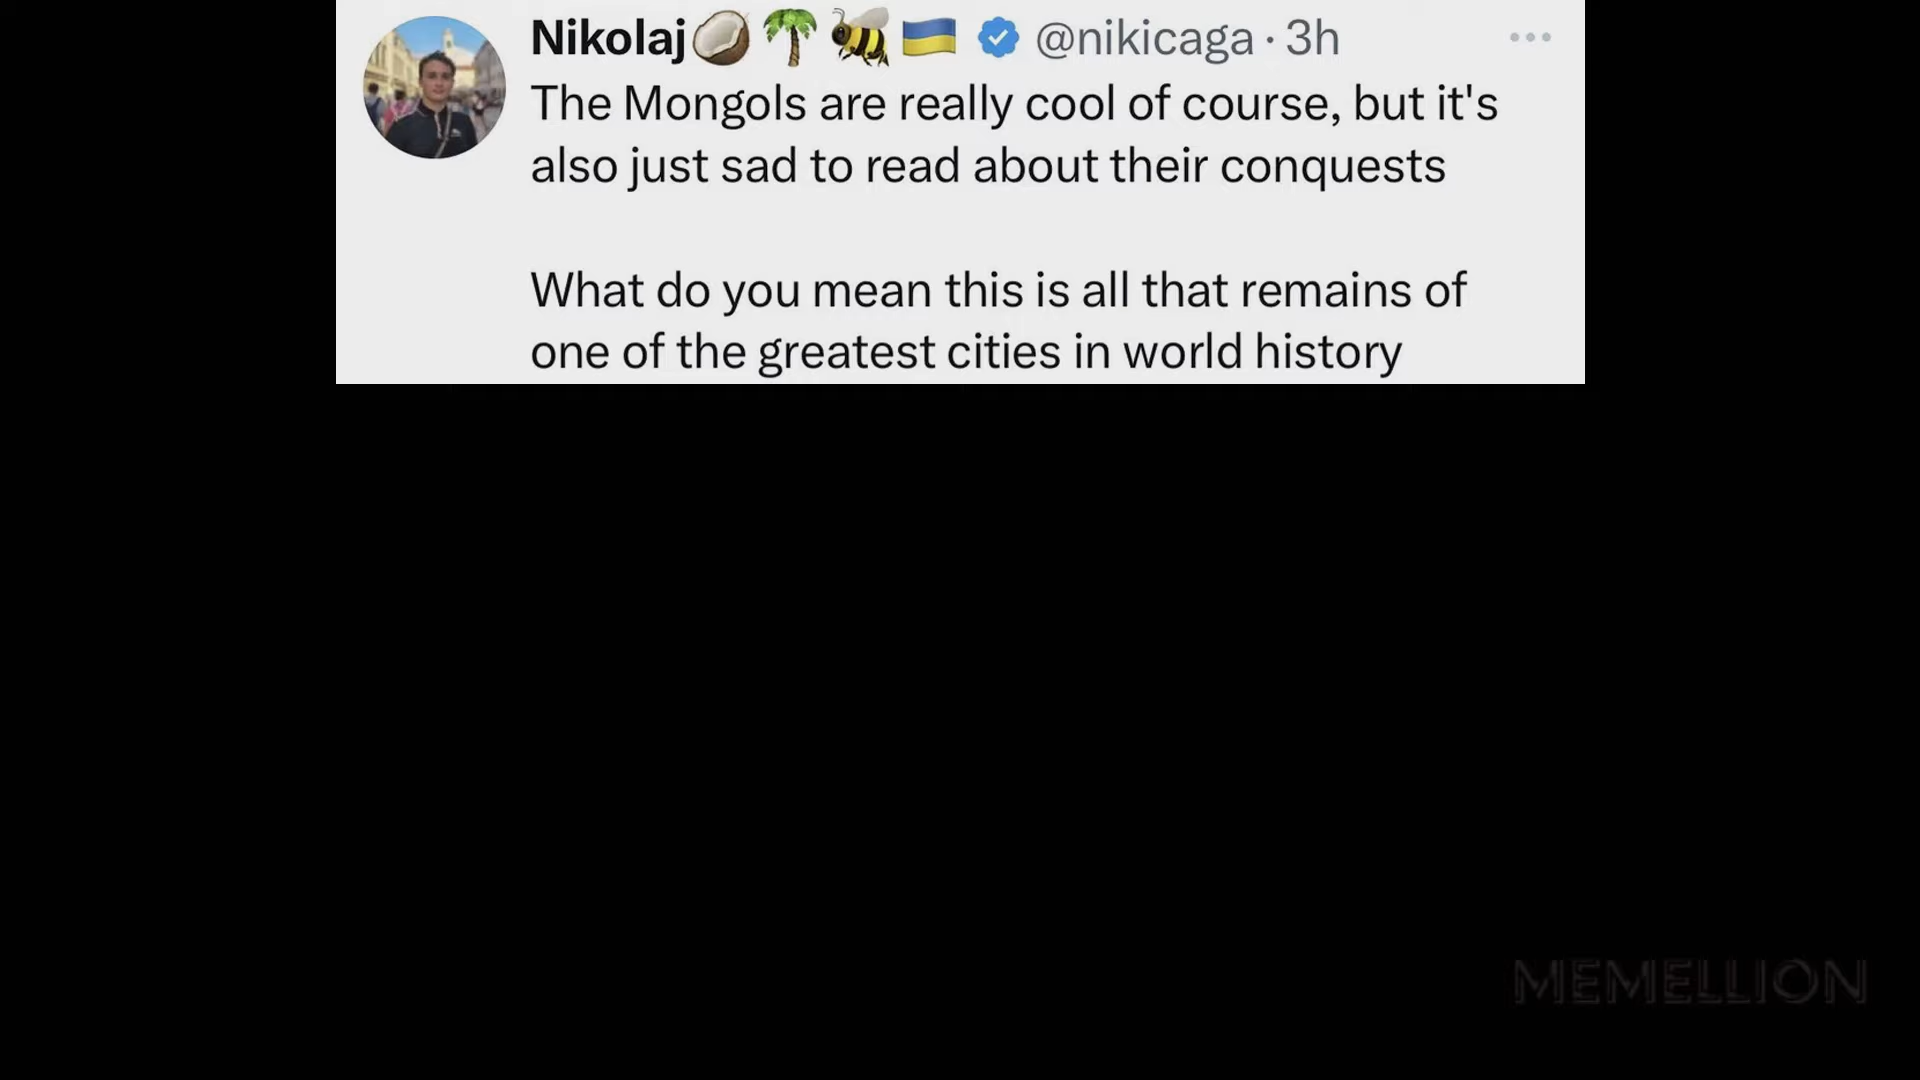 Nikolaj🥥🌴🐝🇺🇦 @nikicaga · 3h
The Mongols are really cool of course, but it's
also just sad to read about their conquests
What do you mean this is all that remains of
one of the greatest cities in world history
MEMELLION